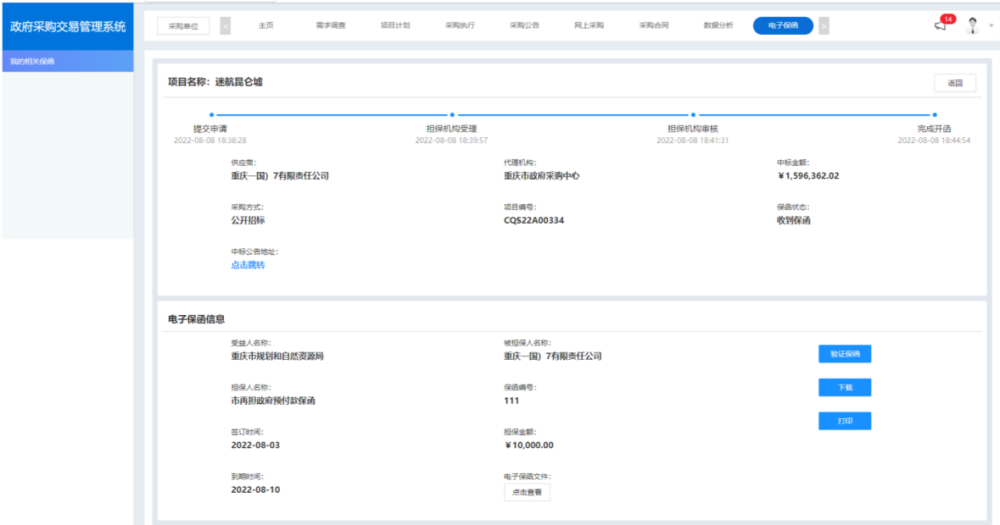 政府采购交易管理系统
采购单位 < 主页 需求调查 项目计划 采购执行 采购公告 网上采购 采购合同 数据分析 电子保函 > 14
我的相关保函
项目名称：迷航昆仑墟 返回
提交申请 担保机构受理 担保机构审核 完成开函
2022-08-08 18:38:28 2022-08-08 18:39:57 2022-08-08 18:41:31 2022-08-08 18:44:54
供应商： 代理机构： 中标金额：
重庆一国）7有限责任公司 重庆市政府采购中心 ¥1,596,362.02
采购方式： 项目编号： 保函状态：
公开招标 CQS22A00334 收到保函
中标公告地址：
点击跳转
电子保函信息
受益人名称： 被担保人名称：
重庆市规划和自然资源局 重庆一国）7有限责任公司 验证保函
担保人名称： 保函编号： 下载
市再担政府预付款保函 111
签订时间： 担保金额： 打印
2022-08-03 ¥10,000.00
到期时间： 电子保函文件：
2022-08-10 点击查看